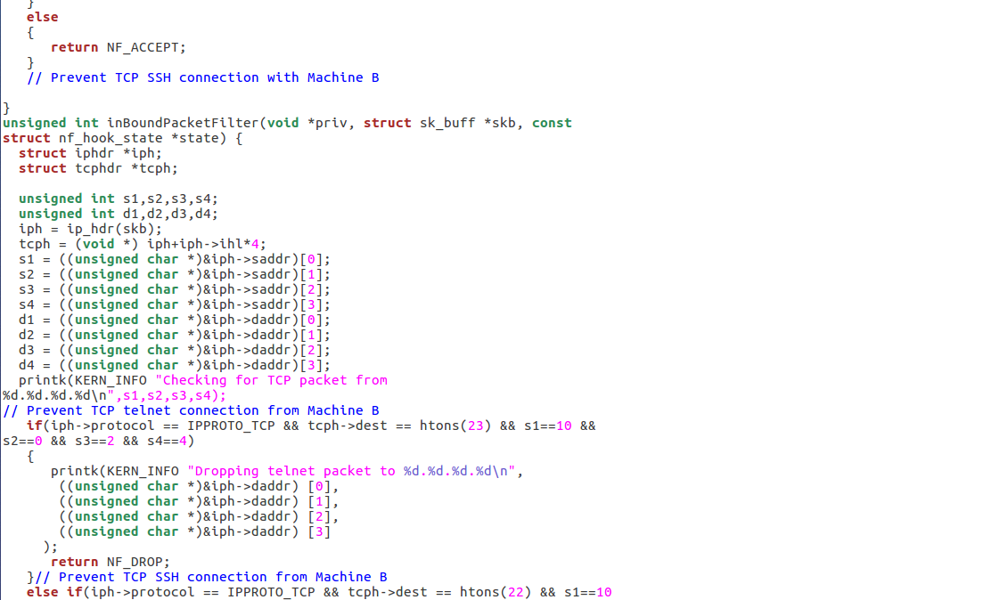 }
   else
   {
      return NF_ACCEPT;
   }
   // Prevent TCP SSH connection with Machine B

}
unsigned int inBoundPacketFilter(void *priv, struct sk_buff *skb, const
struct nf_hook_state *state) {
  struct iphdr *iph;
  struct tcphdr *tcph;

  unsigned int s1,s2,s3,s4;
  unsigned int d1,d2,d3,d4;
  iph = ip_hdr(skb);
  tcph = (void *) iph+iph->ihl*4;
  s1 = ((unsigned char *)&iph->saddr)[0];
  s2 = ((unsigned char *)&iph->saddr)[1];
  s3 = ((unsigned char *)&iph->saddr)[2];
  s4 = ((unsigned char *)&iph->saddr)[3];
  d1 = ((unsigned char *)&iph->daddr)[0];
  d2 = ((unsigned char *)&iph->daddr)[1];
  d3 = ((unsigned char *)&iph->daddr)[2];
  d4 = ((unsigned char *)&iph->daddr)[3];
  printk(KERN_INFO "Checking for TCP packet from
%d.%d.%d.%d\n",s1,s2,s3,s4);
// Prevent TCP telnet connection from Machine B
   if(iph->protocol == IPPROTO_TCP && tcph->dest == htons(23) && s1==10 &&
s2==0 && s3==2 && s4==4)
   {
      printk(KERN_INFO "Dropping telnet packet to %d.%d.%d.%d\n",
       ((unsigned char *)&iph->daddr) [0],
       ((unsigned char *)&iph->daddr) [1],
       ((unsigned char *)&iph->daddr) [2],
       ((unsigned char *)&iph->daddr) [3]
     );
      return NF_DROP;
   }// Prevent TCP SSH connection from Machine B
   else if(iph->protocol == IPPROTO_TCP && tcph->dest == htons(22) && s1==10